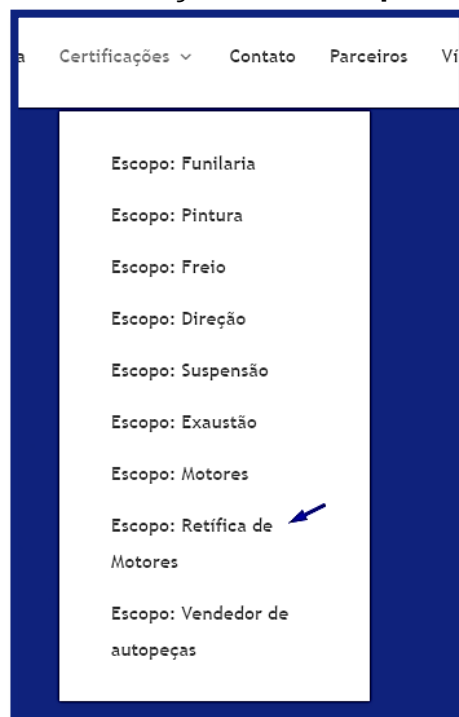 Certificações Contato Parceiros
Escopo: Funilaria
Escopo: Pintura
Escopo: Freio
Escopo: Direção
Escopo: Suspensão
Escopo: Exaustão
Escopo: Motores
Escopo: Retífica de
Motores
Escopo: Vendedor de
autopeças